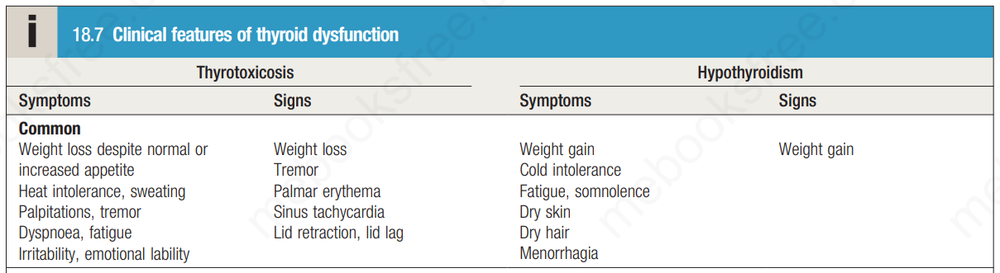 i
18.7 Clinical features of thyroid dysfunction
Thyrotoxicosis
Hypothyroidism
Symptoms
Signs
Symptoms
Signs
Common
Weight loss despite normal or
increased appetite
Heat intolerance, sweating
Palpitations, tremor
Dyspnoea, fatigue
Irritability, emotional lability
Weight loss
Tremor
Palmar erythema
Sinus tachycardia
Lid retraction, lid lag
Weight gain
Cold intolerance
Fatigue, somnolence
Dry skin
Dry hair
Menorrhagia
Weight gain